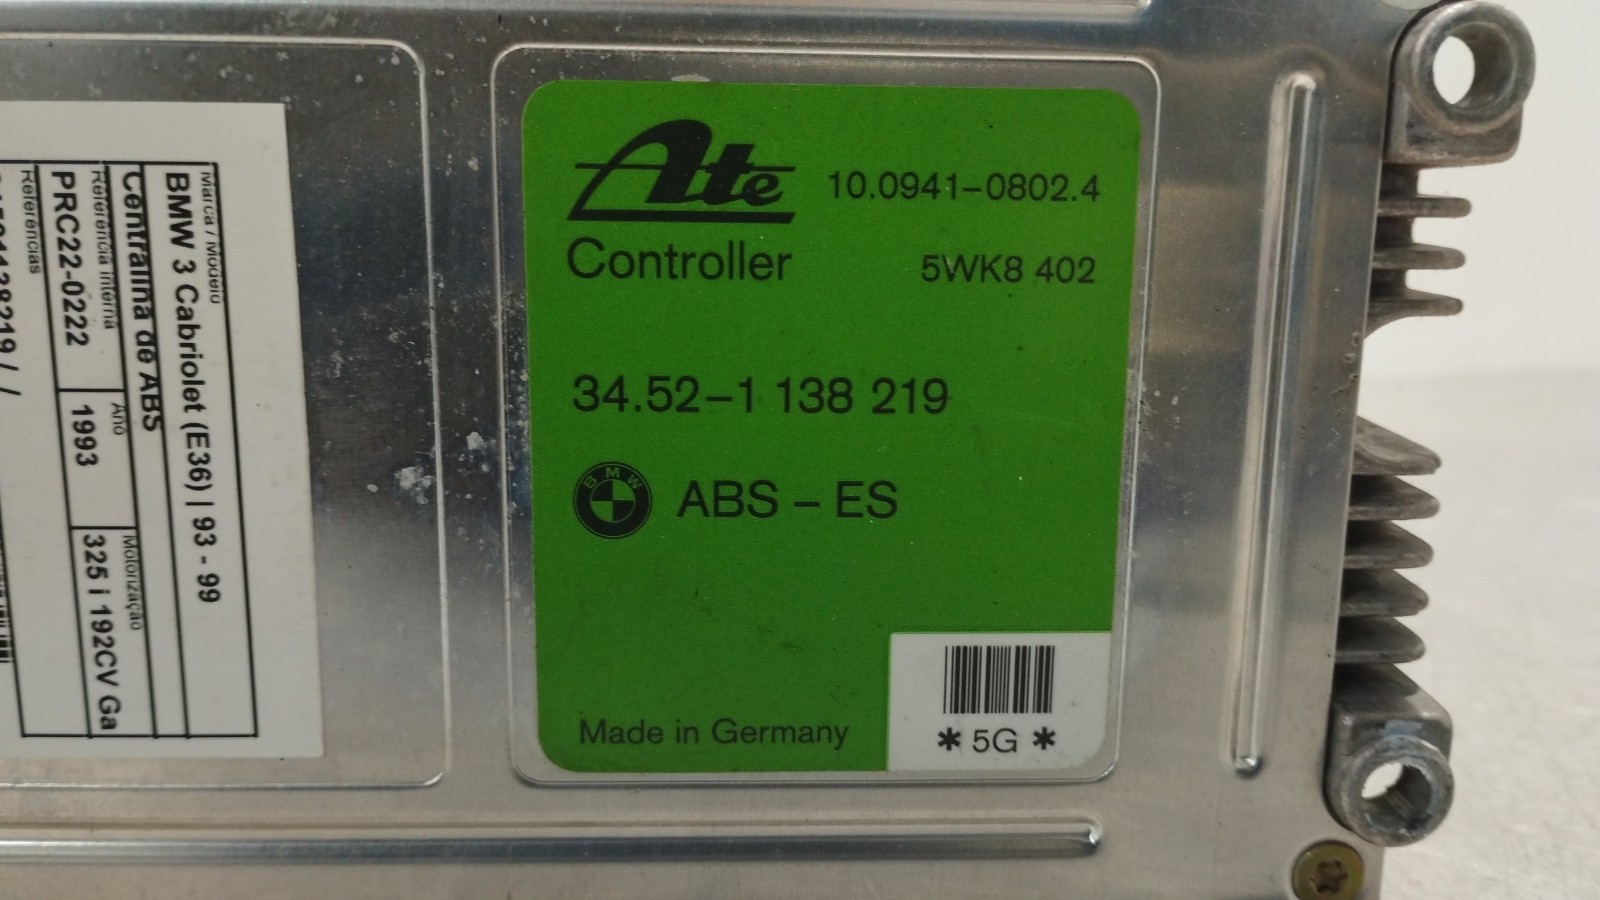 Marca / Modelo
BMW 3 Cabriolet (E36) | 93 - 99
Centralina de ABS
Referência Interna
Ano
Motorização
PRC22-0222
1993
325 i 192CV Ga
Referências
138219 / /
Ate
10.0941-0802.4
Controller
5WK8 402
34.52-1 138 219
BMW
ABS - ES
Made in Germany
* 5G *